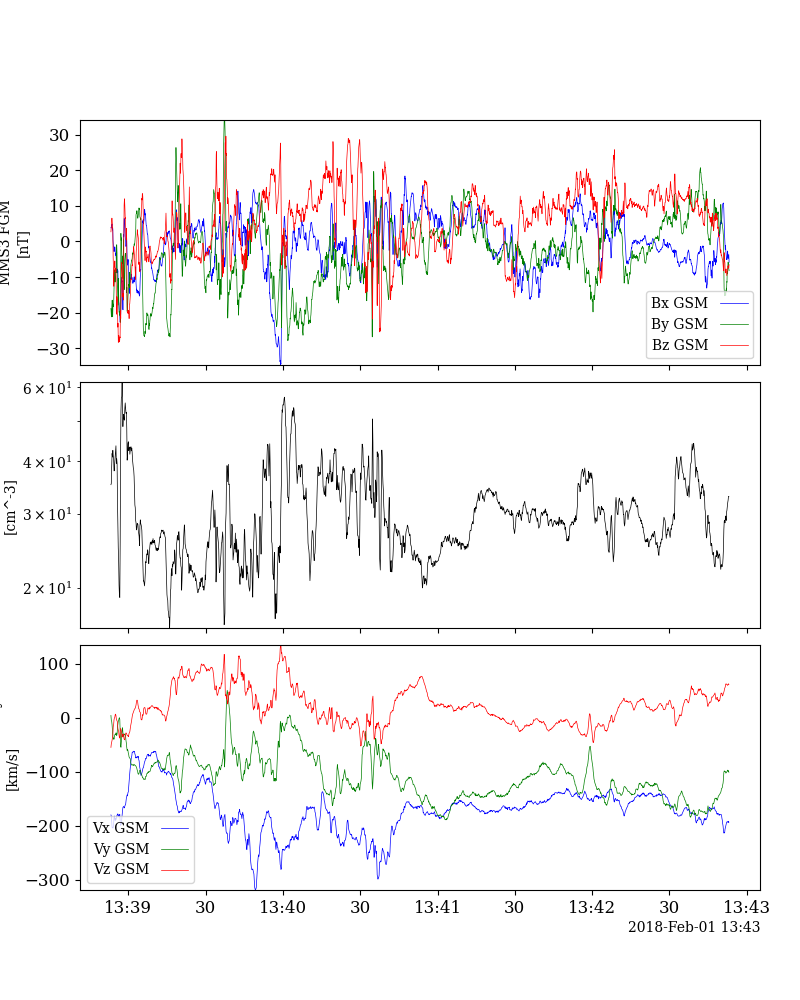 MMS3 FGM
[nT]
30
20
10
0
−10
−20
−30
Bx GSM
By GSM
Bz GSM
[cm^-3]
6 × 10¹
4 × 10¹
3 × 10¹
2 × 10¹
[km/s]
100
0
−100
−200
−300
Vx GSM
Vy GSM
Vz GSM
13:39 30 13:40 30 13:41 30 13:42 30 13:43
2018-Feb-01 13:43